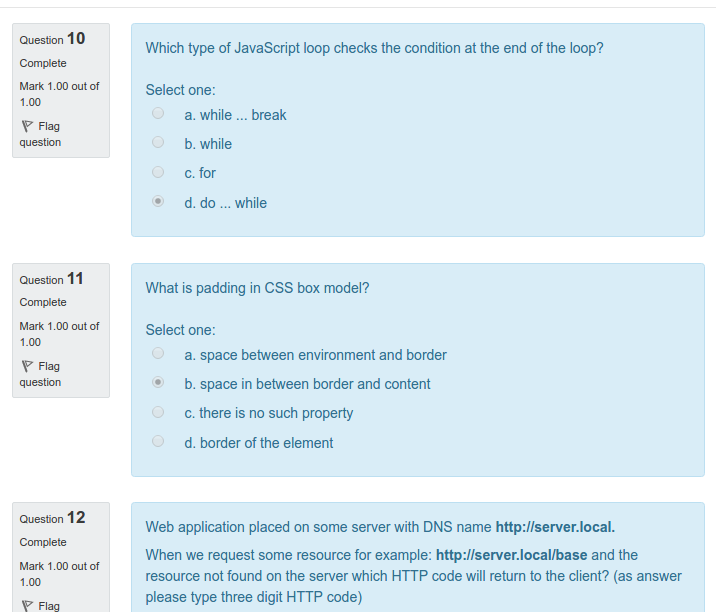 Question 10
Complete
Mark 1.00 out of
1.00
Flag
question
Which type of JavaScript loop checks the condition at the end of the loop?
Select one:
a. while ... break
b. while
c. for
d. do ... while
Question 11
Complete
Mark 1.00 out of
1.00
Flag
question
What is padding in CSS box model?
Select one:
a. space between environment and border
b. space in between border and content
c. there is no such property
d. border of the element
Question 12
Complete
Mark 1.00 out of
1.00
Flag
Web application placed on some server with DNS name http://server.local.
When we request some resource for example: http://server.local/base and the
resource not found on the server which HTTP code will return to the client? (as answer
please type three digit HTTP code)